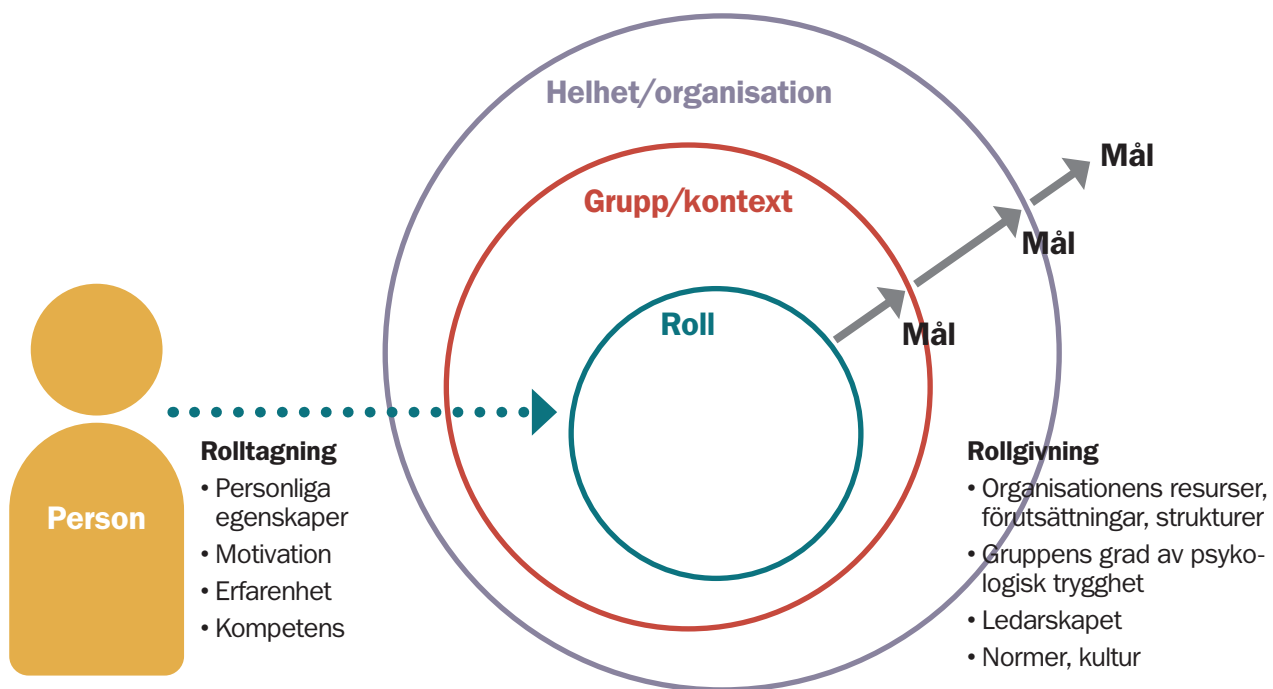 Helhet/organisation
Mål
Grupp/kontext
Mål
Roll
Mål
Person
Rolltagning
• Personliga
egenskaper
• Motivation
• Erfarenhet
• Kompetens
Rollgivning
• Organisationens resurser,
förutsättningar, strukturer
• Gruppens grad av psyko-
logisk trygghet
• Ledarskapet
• Normer, kultur